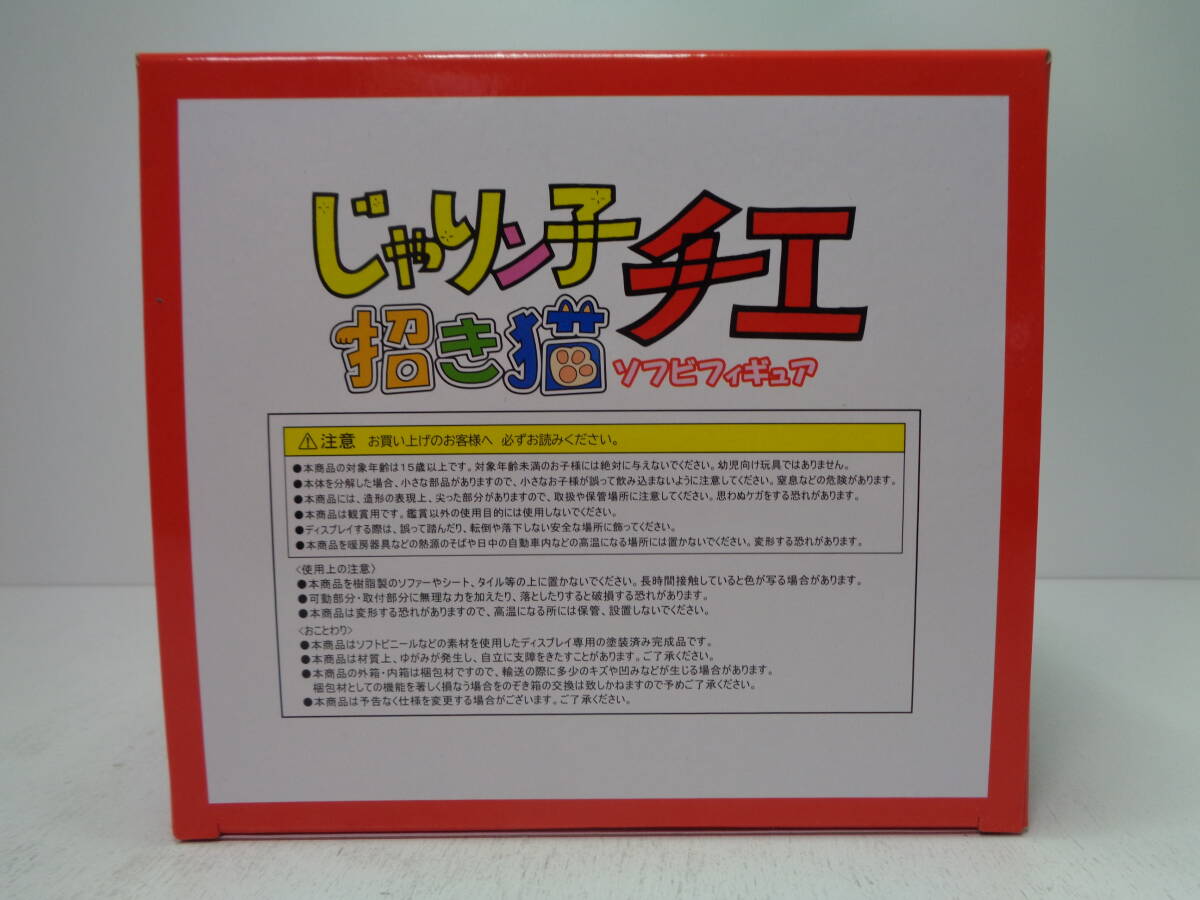 じゃリン子チエ
招き猫 ソフビフィギュア
⚠注意 お買い上げのお客様へ 必ずお読みください。
●本商品の対象年齢は15歳以上です。対象年齢未満のお子様には絶対に与えないでください。幼児向け玩具ではありません。
●本体を分解した場合、小さな部品がありますので、小さなお子様が誤って飲み込まないように注意してください。窒息などの危険があります。
●本商品には、造形の表現上、尖った部分がありますので、取扱や保管場所に注意してください。思わぬケガをする恐れがあります。
●本商品は観賞用です。鑑賞以外の使用目的には使用しないでください。
●ディスプレイする際は、誤って踏んだり、転倒や落下しない安全な場所に飾ってください。
●本商品を暖房器具などの熱源のそばや日中の自動車内などの高温になる場所には置かないでください。変形する恐れがあります。
〈使用上の注意〉
●本商品を樹脂製のソファーやシート、タイル等の上に置かないでください。長時間接触していると色が写る場合があります。
●可動部分・取付部分に無理な力を加えたり、落としたりすると破損する恐れがあります。
●本商品は変形する恐れがありますので、高温になる所には保管、設置しないでください。
〈おことわり〉
●本商品はソフトビニールなどの素材を使用したディスプレイ専用の塗装済み完成品です。
●本商品は材質上、ゆがみが発生し、自立に支障をきたすことがあります。ご了承ください。
●本商品の外箱・内箱は梱包材ですので、輸送の際に多少のキズや凹みなどが生じる場合があります。
梱包材としての機能を著しく損なう場合をのぞき箱の交換は致しかねますので予めご了承ください。
●本商品は予告なく仕様を変更する場合がございます。ご了承ください。